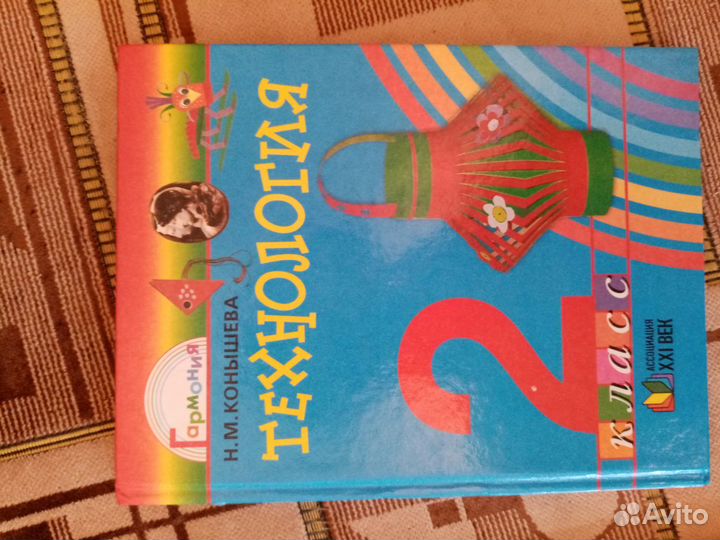 Гармония
Н.М. КОНЫШЕВА
ТЕХНОЛОГИЯ
2
класс
АССОЦИАЦИЯ
XXI ВЕК
Avito